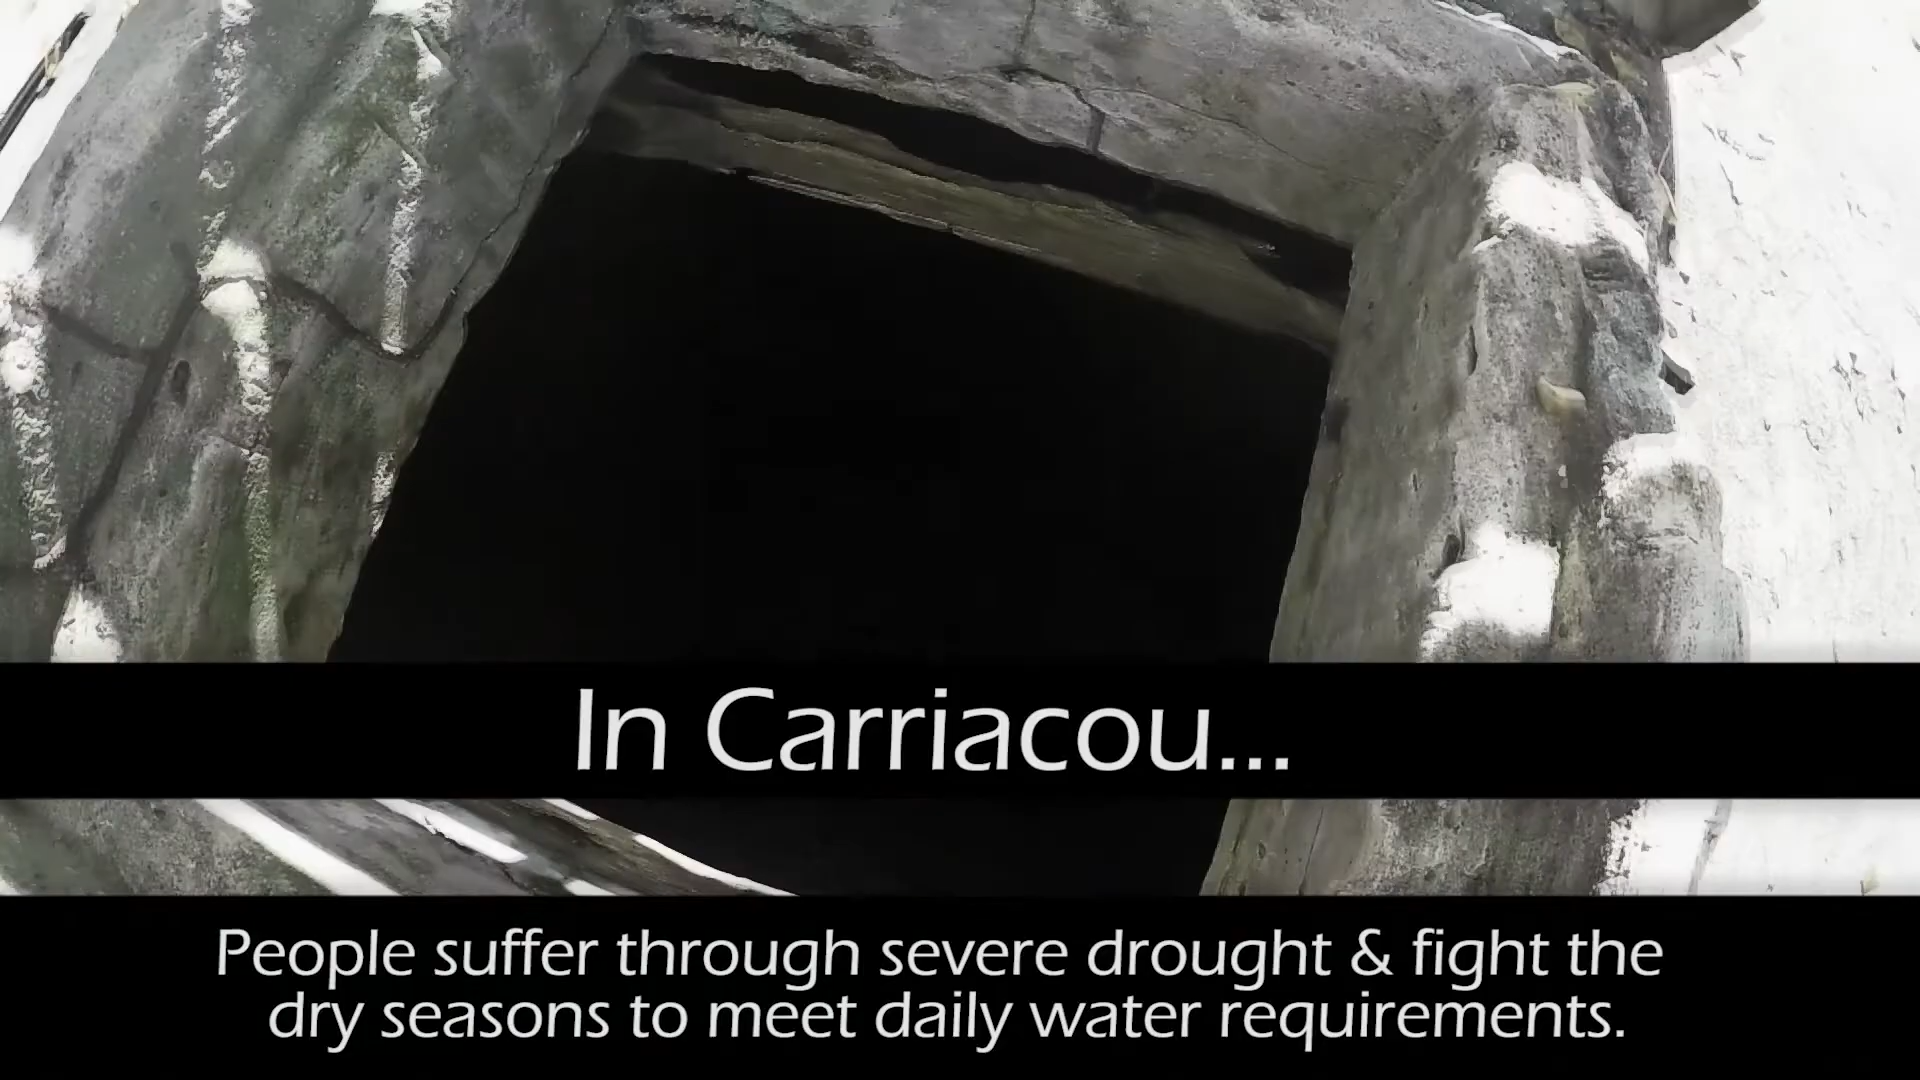 In Carriacou...
People suffer through severe drought & fight the
dry seasons to meet daily water requirements.